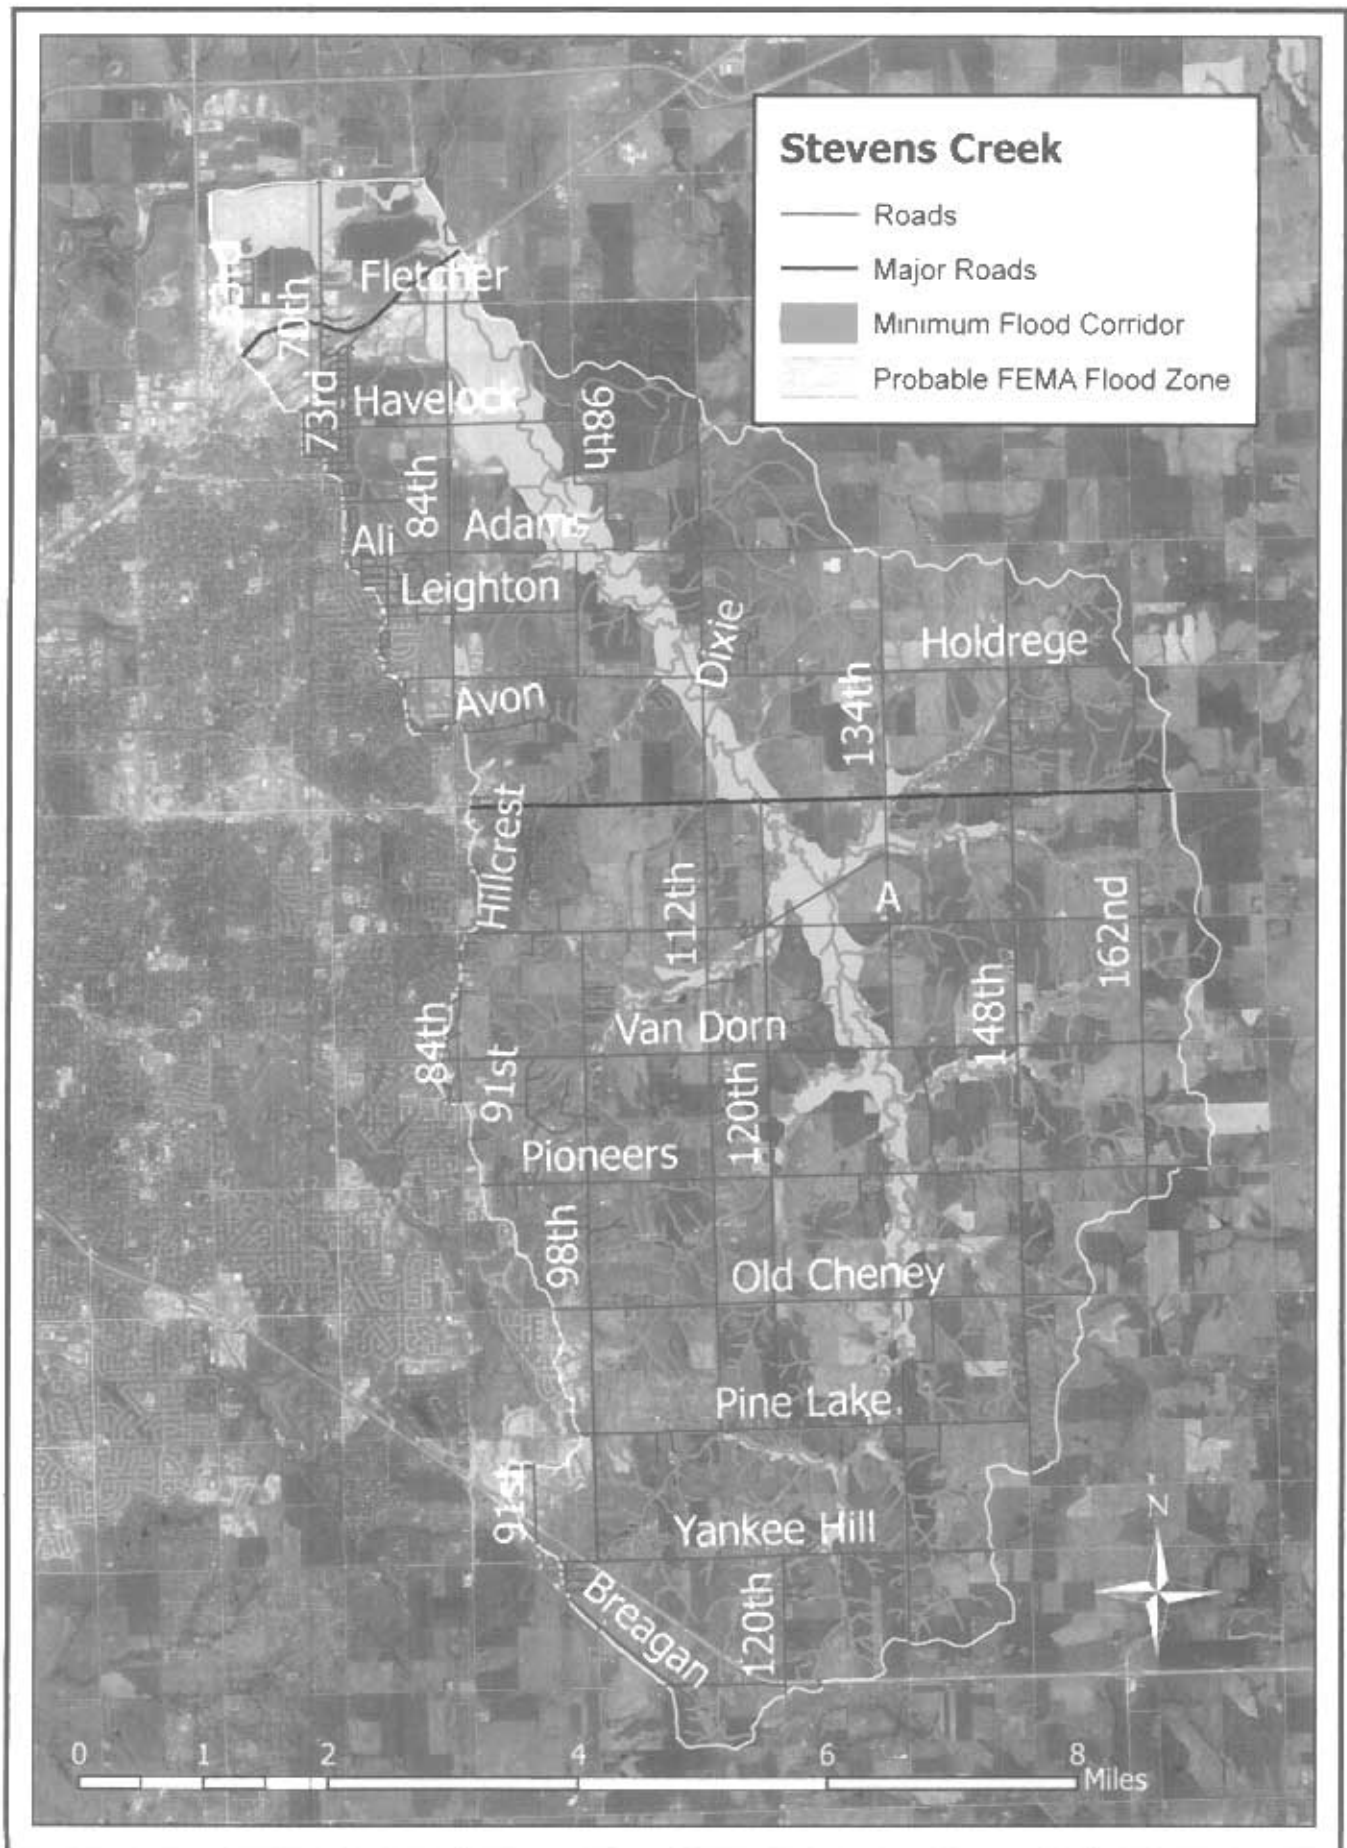 Stevens Creek
Roads
Major Roads
Minimum Flood Corridor
Probable FEMA Flood Zone
53rd
70th
Fletcher
73rd
Havelock
98th
84th
Ali
Adams
Leighton
Dixie
Holdrege
Avon
134th
Hillcrest
112th
A
162nd
84th
91st
Van Dorn
148th
120th
Pioneers
98th
Old Cheney
Pine Lake
91st
Yankee Hill
N
Breagan
120th
0 1 2 4 6 8
Miles